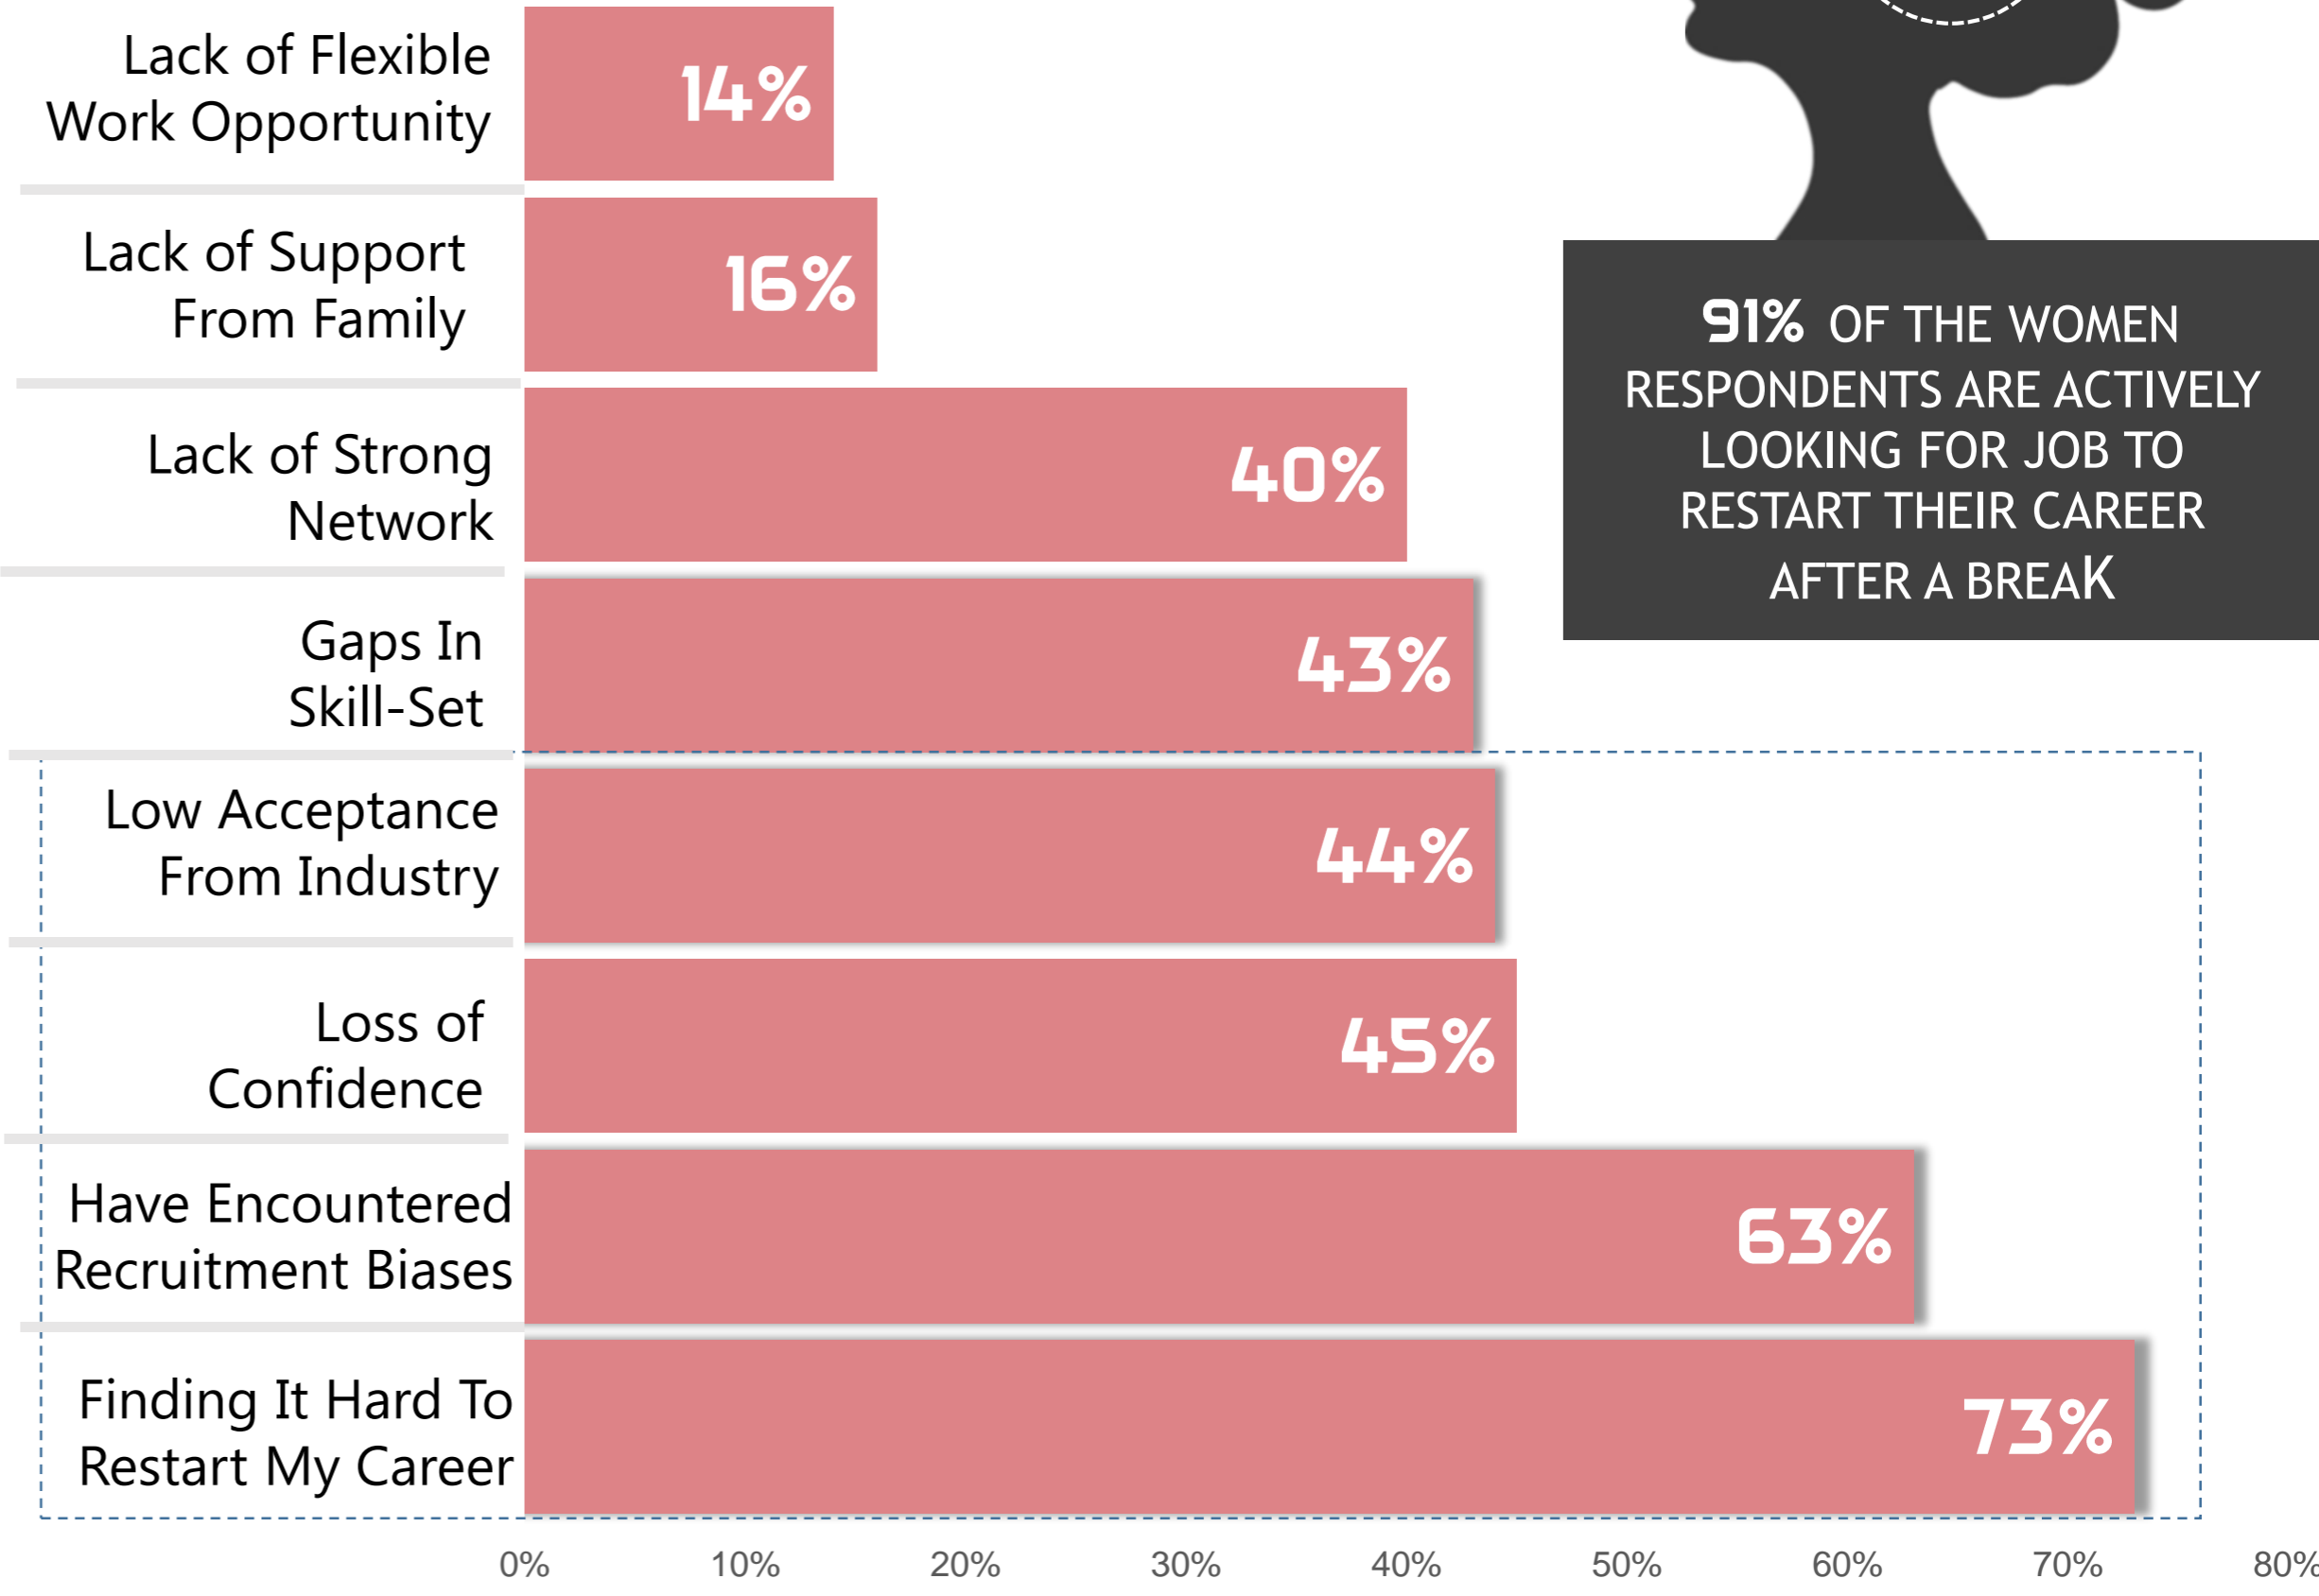 Lack of Flexible
Work Opportunity
14%
Lack of Support
From Family
16%
Lack of Strong
Network
40%
Gaps In
Skill-Set
43%
Low Acceptance
From Industry
44%
Loss of
Confidence
45%
Have Encountered
Recruitment Biases
63%
Finding It Hard To
Restart My Career
73%
0% 10% 20% 30% 40% 50% 60% 70% 80%
91% OF THE WOMEN
RESPONDENTS ARE ACTIVELY
LOOKING FOR JOB TO
RESTART THEIR CAREER
AFTER A BREAK